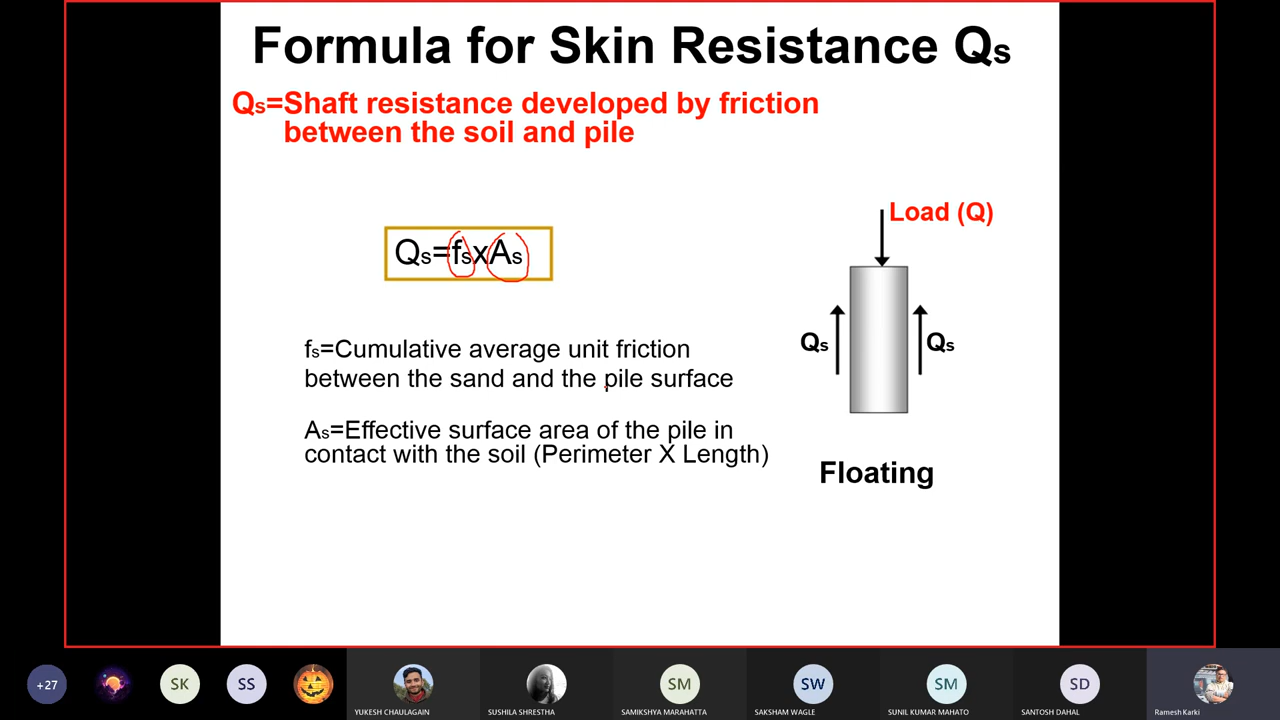 Formula for Skin Resistance Qs
Qs=Shaft resistance developed by friction
between the soil and pile
Load (Q)
Qs=fsxAs
Qs
Qs
fs=Cumulative average unit friction
between the sand and the pile surface
As=Effective surface area of the pile in
contact with the soil (Perimeter X Length)
Floating
+27
SK
SS
SM
SW
SM
SD
YUKESH CHAULAGAIN
SUSHILA SHRESTHA
SAMIKSHYA MARAHATTA
SAKSHAM WAGLE
SUNIL KUMAR MAHATO
SANTOSH DAHAL
Ramesh Karki